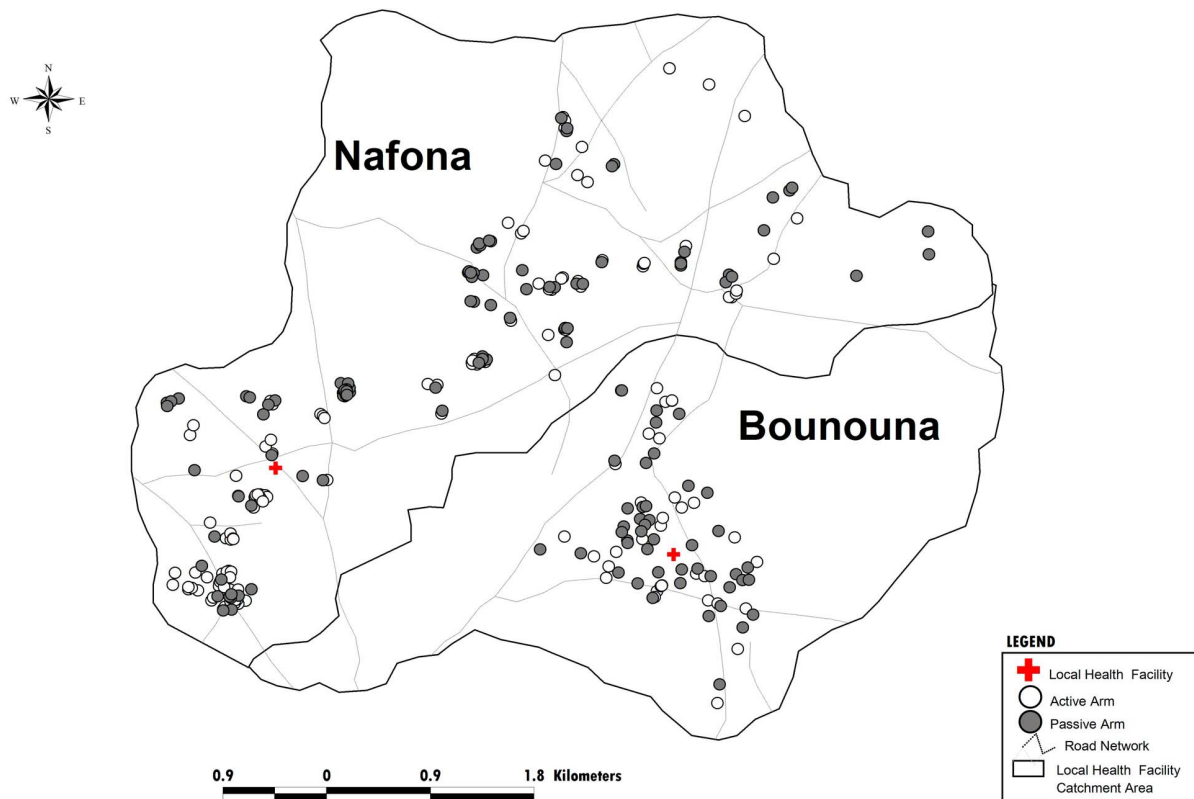 N
W E
S
Nafona
Bounouna
0.9 0 0.9 1.8 Kilometers
LEGEND
Local Health Facility
Active Arm
Passive Arm
Road Network
Local Health Facility
Catchment Area